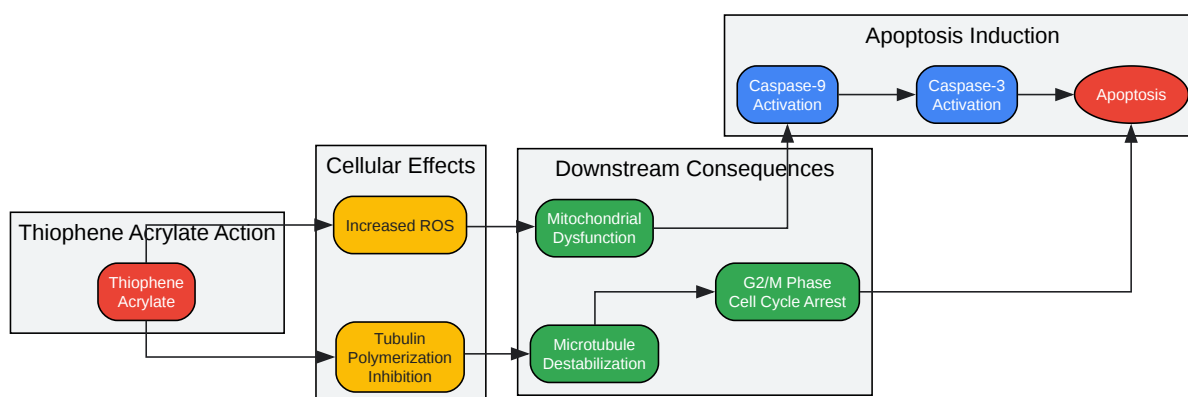 Apoptosis Induction
Caspase-9
Activation
Caspase-3
Activation
Apoptosis
Cellular Effects
Increased ROS
Tubulin
Polymerization
Inhibition
Downstream Consequences
Mitochondrial
Dysfunction
G2/M Phase
Cell Cycle Arrest
Microtubule
Destabilization
Thiophene Acrylate Action
Thiophene
Acrylate